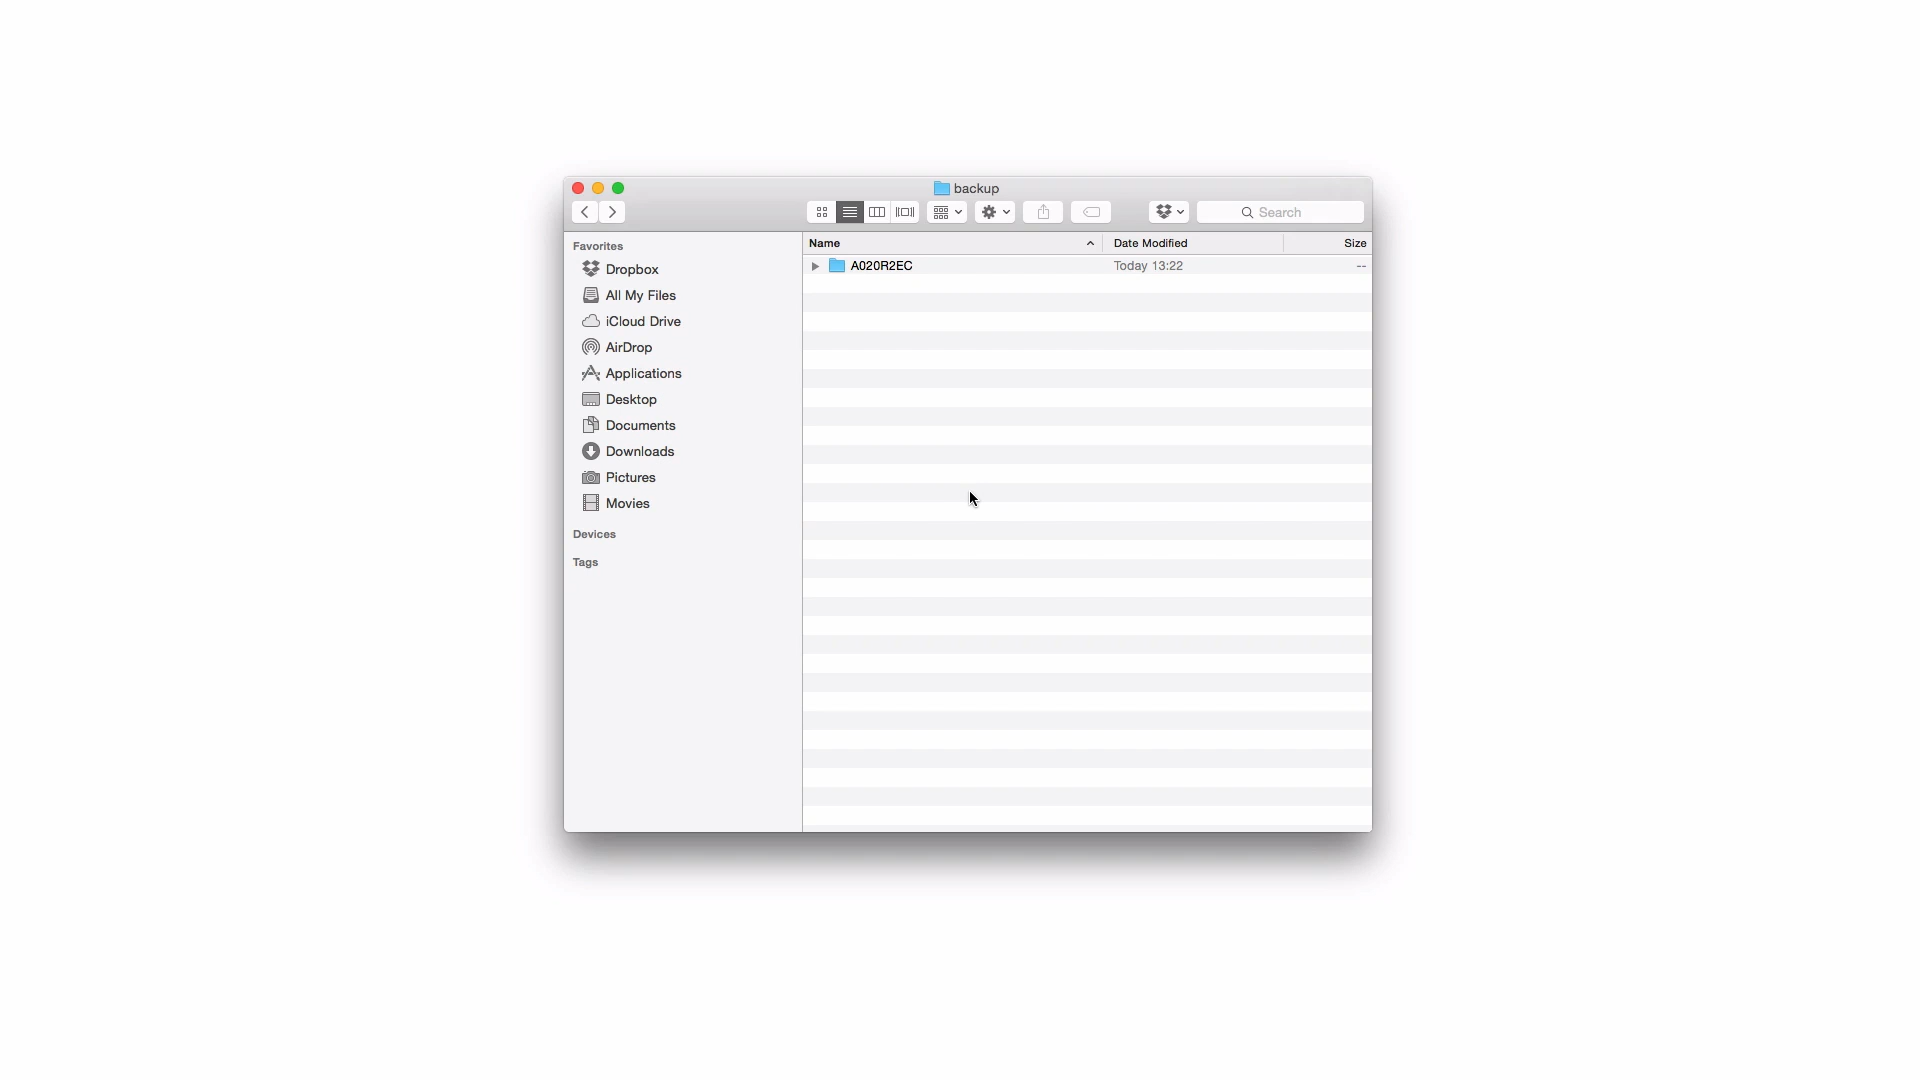 backup
Search
Favorites
Dropbox
All My Files
iCloud Drive
AirDrop
Applications
Desktop
Documents
Downloads
Pictures
Movies
Devices
Tags
Name Date Modified Size
A020R2EC Today 13:22 --